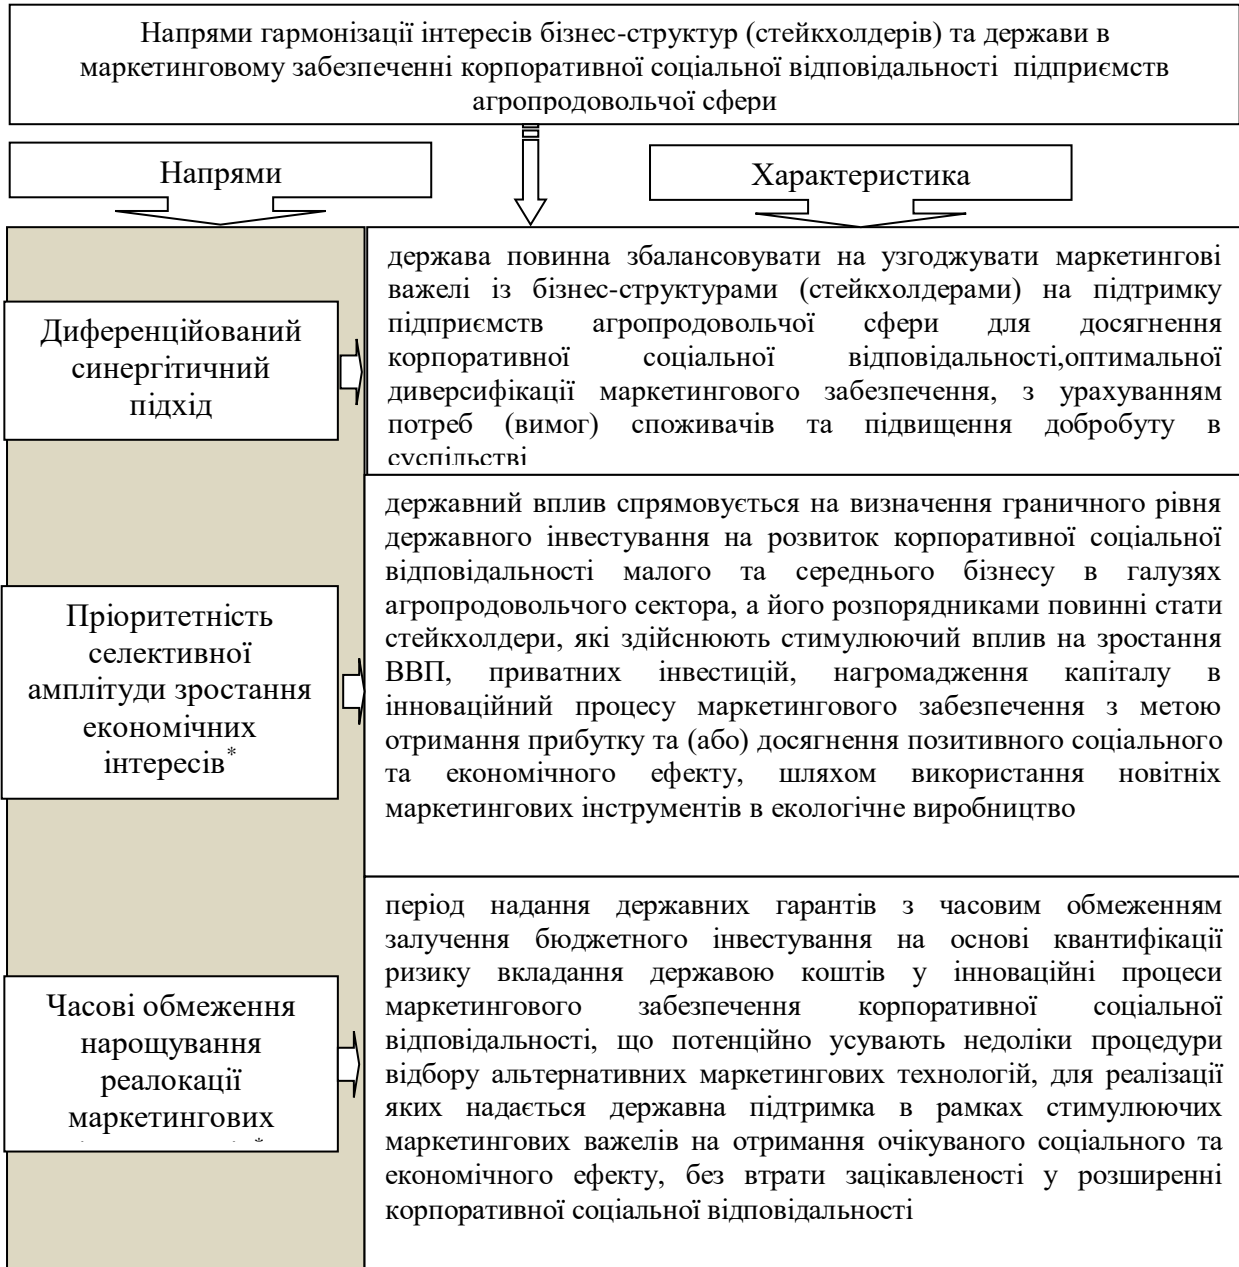 Напрями гармонізації інтересів бізнес-структур (стейкхолдерів) та держави в
маркетинговому забезпеченні корпоративної соціальної відповідальності підприємств
агропродовольчої сфери
Напрями
Характеристика
Диференційований
синергітичний
підхід
держава повинна збалансовувати на узгоджувати маркетингові
важелі із бізнес-структурами (стейкхолдерами) на підтримку
підприємств агропродовольчої сфери для досягнення
корпоративної соціальної відповідальності,оптимальної
диверсифікації маркетингового забезпечення, з урахуванням
потреб (вимог) споживачів та підвищення добробуту в
суспільстві
Пріоритетність
селективної
амплітуди зростання
економічних
інтересів*
державний вплив спрямовується на визначення граничного рівня
державного інвестування на розвиток корпоративної соціальної
відповідальності малого та середнього бізнесу в галузях
агропродовольчого сектора, а його розпорядниками повинні стати
стейкхолдери, які здійснюють стимулюючий вплив на зростання
ВВП, приватних інвестицій, нагромадження капіталу в
інноваційний процесу маркетингового забезпечення з метою
отримання прибутку та (або) досягнення позитивного соціального
та економічного ефекту, шляхом використання новітніх
маркетингових інструментів в екологічне виробництво
Часові обмеження
нарощування
реалокації
маркетингових
період надання державних гарантів з часовим обмеженням
залучення бюджетного інвестування на основі квантифікації
ризику вкладання державою коштів у інноваційні процеси
маркетингового забезпечення корпоративної соціальної
відповідальності, що потенційно усувають недоліки процедури
відбору альтернативних маркетингових технологій, для реалізації
яких надається державна підтримка в рамках стимулюючих
маркетингових важелів на отримання очікуваного соціального та
економічного ефекту, без втрати зацікавленості у розширенні
корпоративної соціальної відповідальності